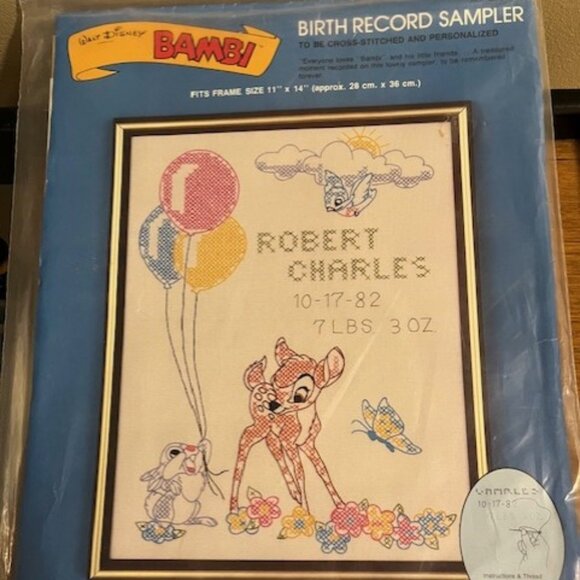 WALT DISNEY
BAMBI
BIRTH RECORD SAMPLER
TO BE CROSS-STITCHED AND PERSONALIZED
"Everyone loves "Bambi" and his little friends . . . A treasured
moment recorded on this loving sampler, to be remembered
forever.
FITS FRAME SIZE 11" x 14" (approx. 28 cm. x 36 cm.)
ROBERT
CHARLES
10-17-82
7 LBS. 3 OZ.
CHARLES
10-17-82
Instructions & Thread